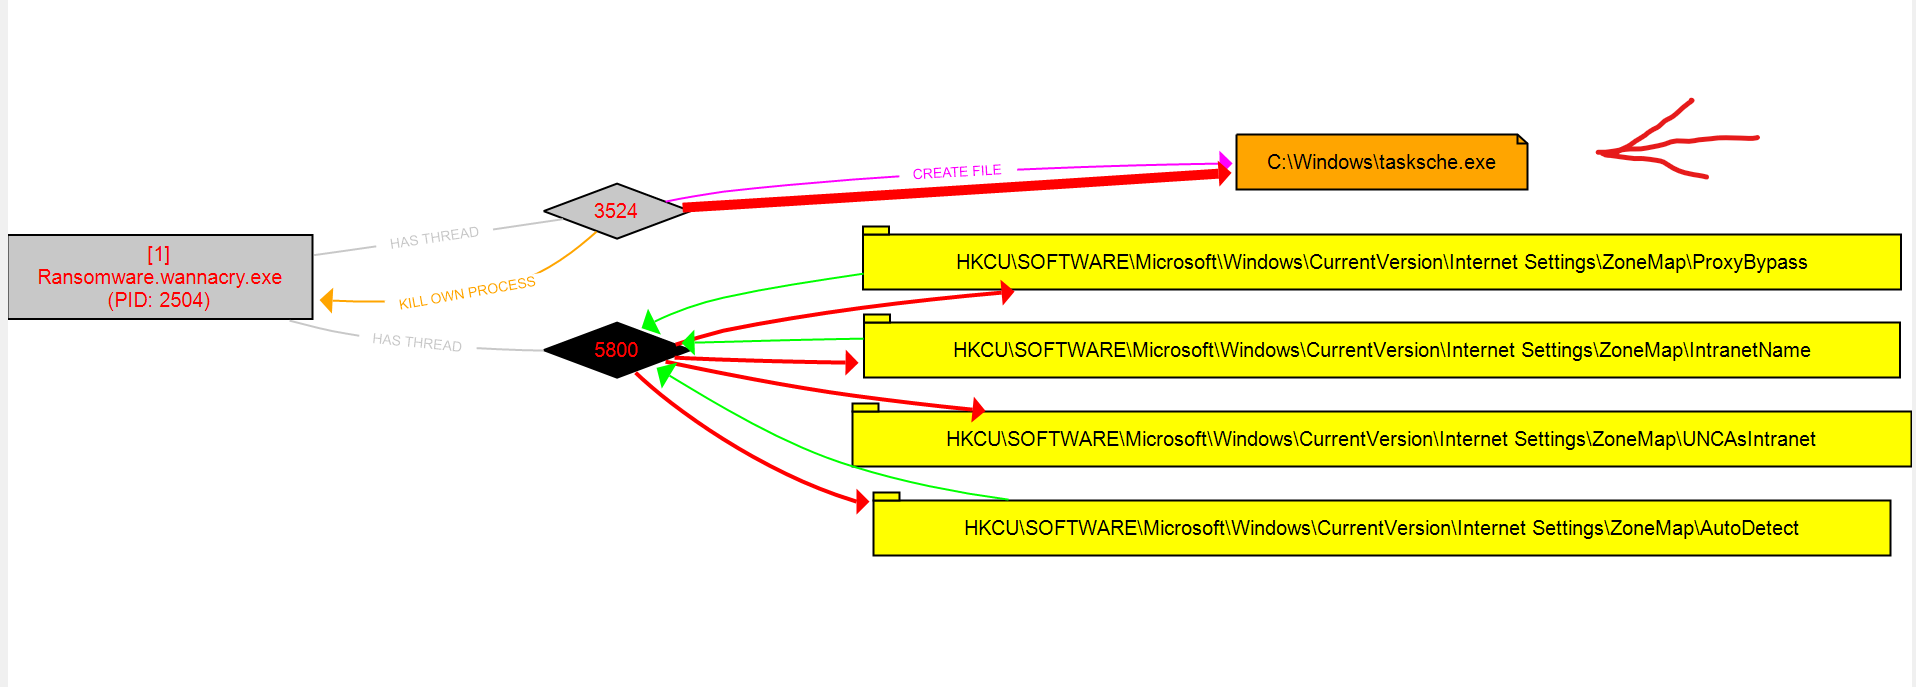 CREATE FILE
C:\Windows\tasksche.exe
3524
HAS THREAD
[1]
Ransomware.wannacry.exe
(PID: 2504)
KILL OWN PROCESS
HAS THREAD
5800
HKCU\SOFTWARE\Microsoft\Windows\CurrentVersion\Internet Settings\ZoneMap\ProxyBypass
HKCU\SOFTWARE\Microsoft\Windows\CurrentVersion\Internet Settings\ZoneMap\IntranetName
HKCU\SOFTWARE\Microsoft\Windows\CurrentVersion\Internet Settings\ZoneMap\UNCAsIntranet
HKCU\SOFTWARE\Microsoft\Windows\CurrentVersion\Internet Settings\ZoneMap\AutoDetect